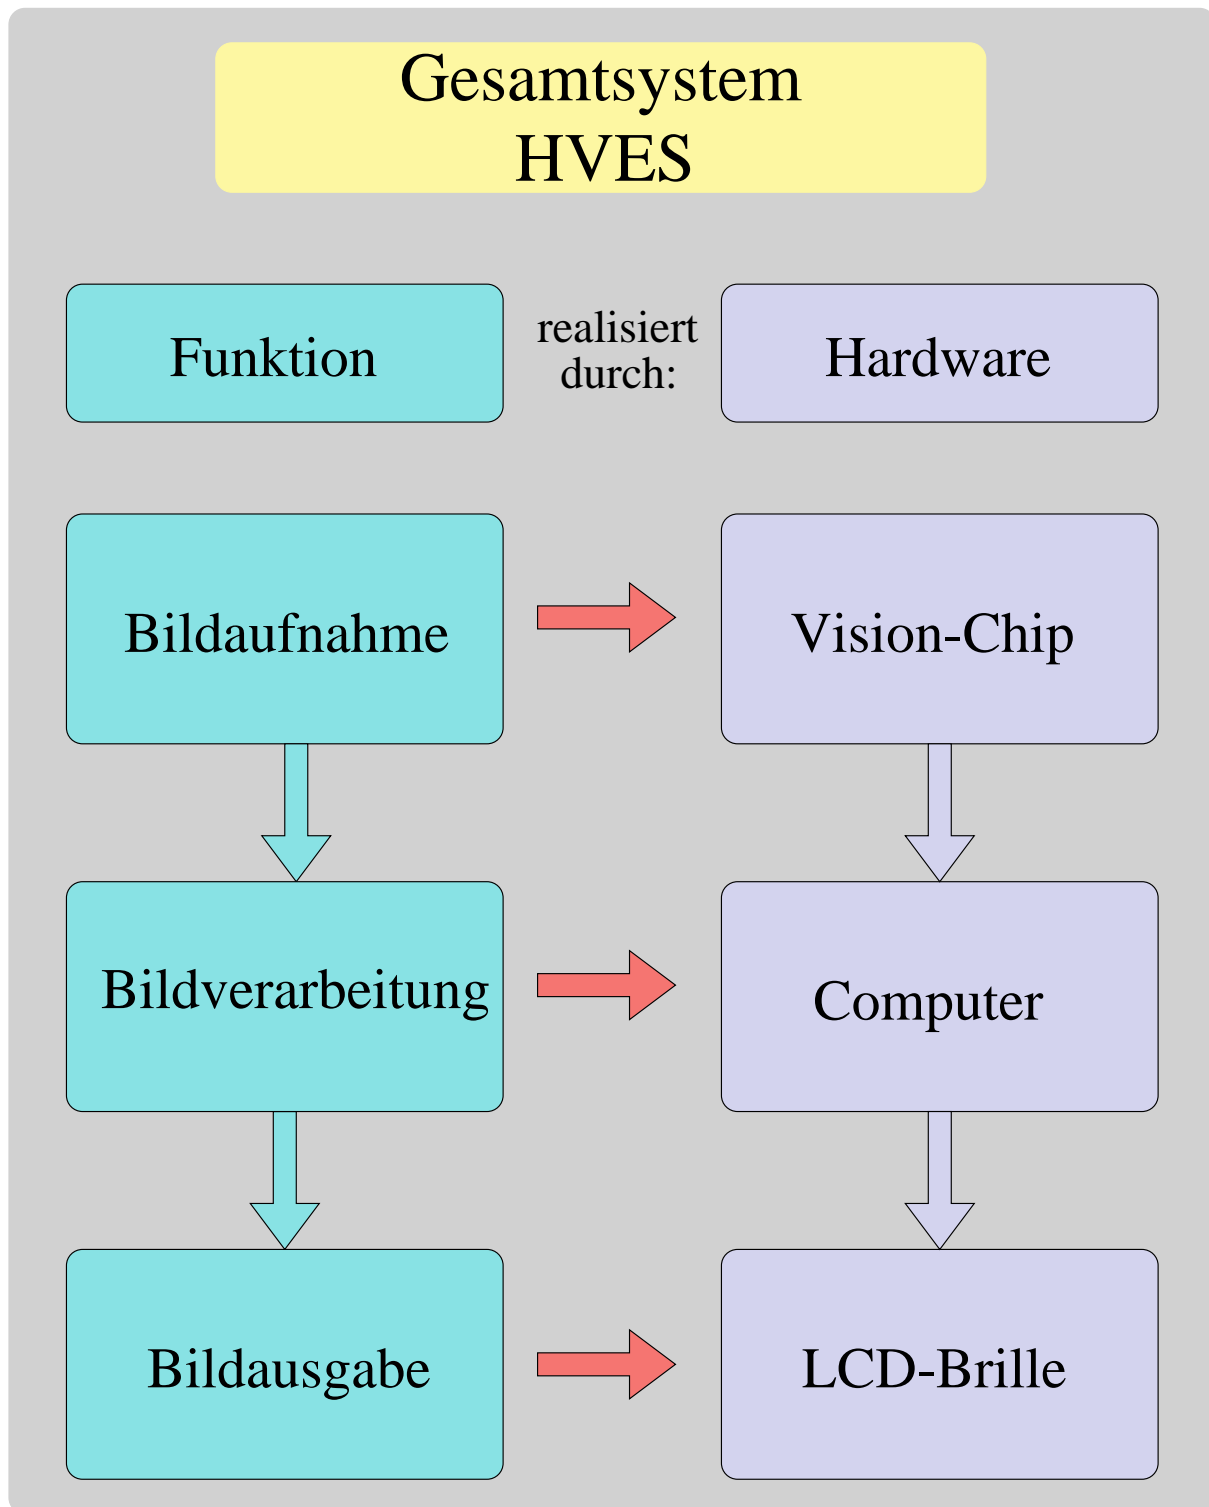 Gesamtsystem
HVES
Funktion
realisiert
durch:
Hardware
Bildaufnahme
Vision-Chip
Bildverarbeitung
Computer
Bildausgabe
LCD-Brille